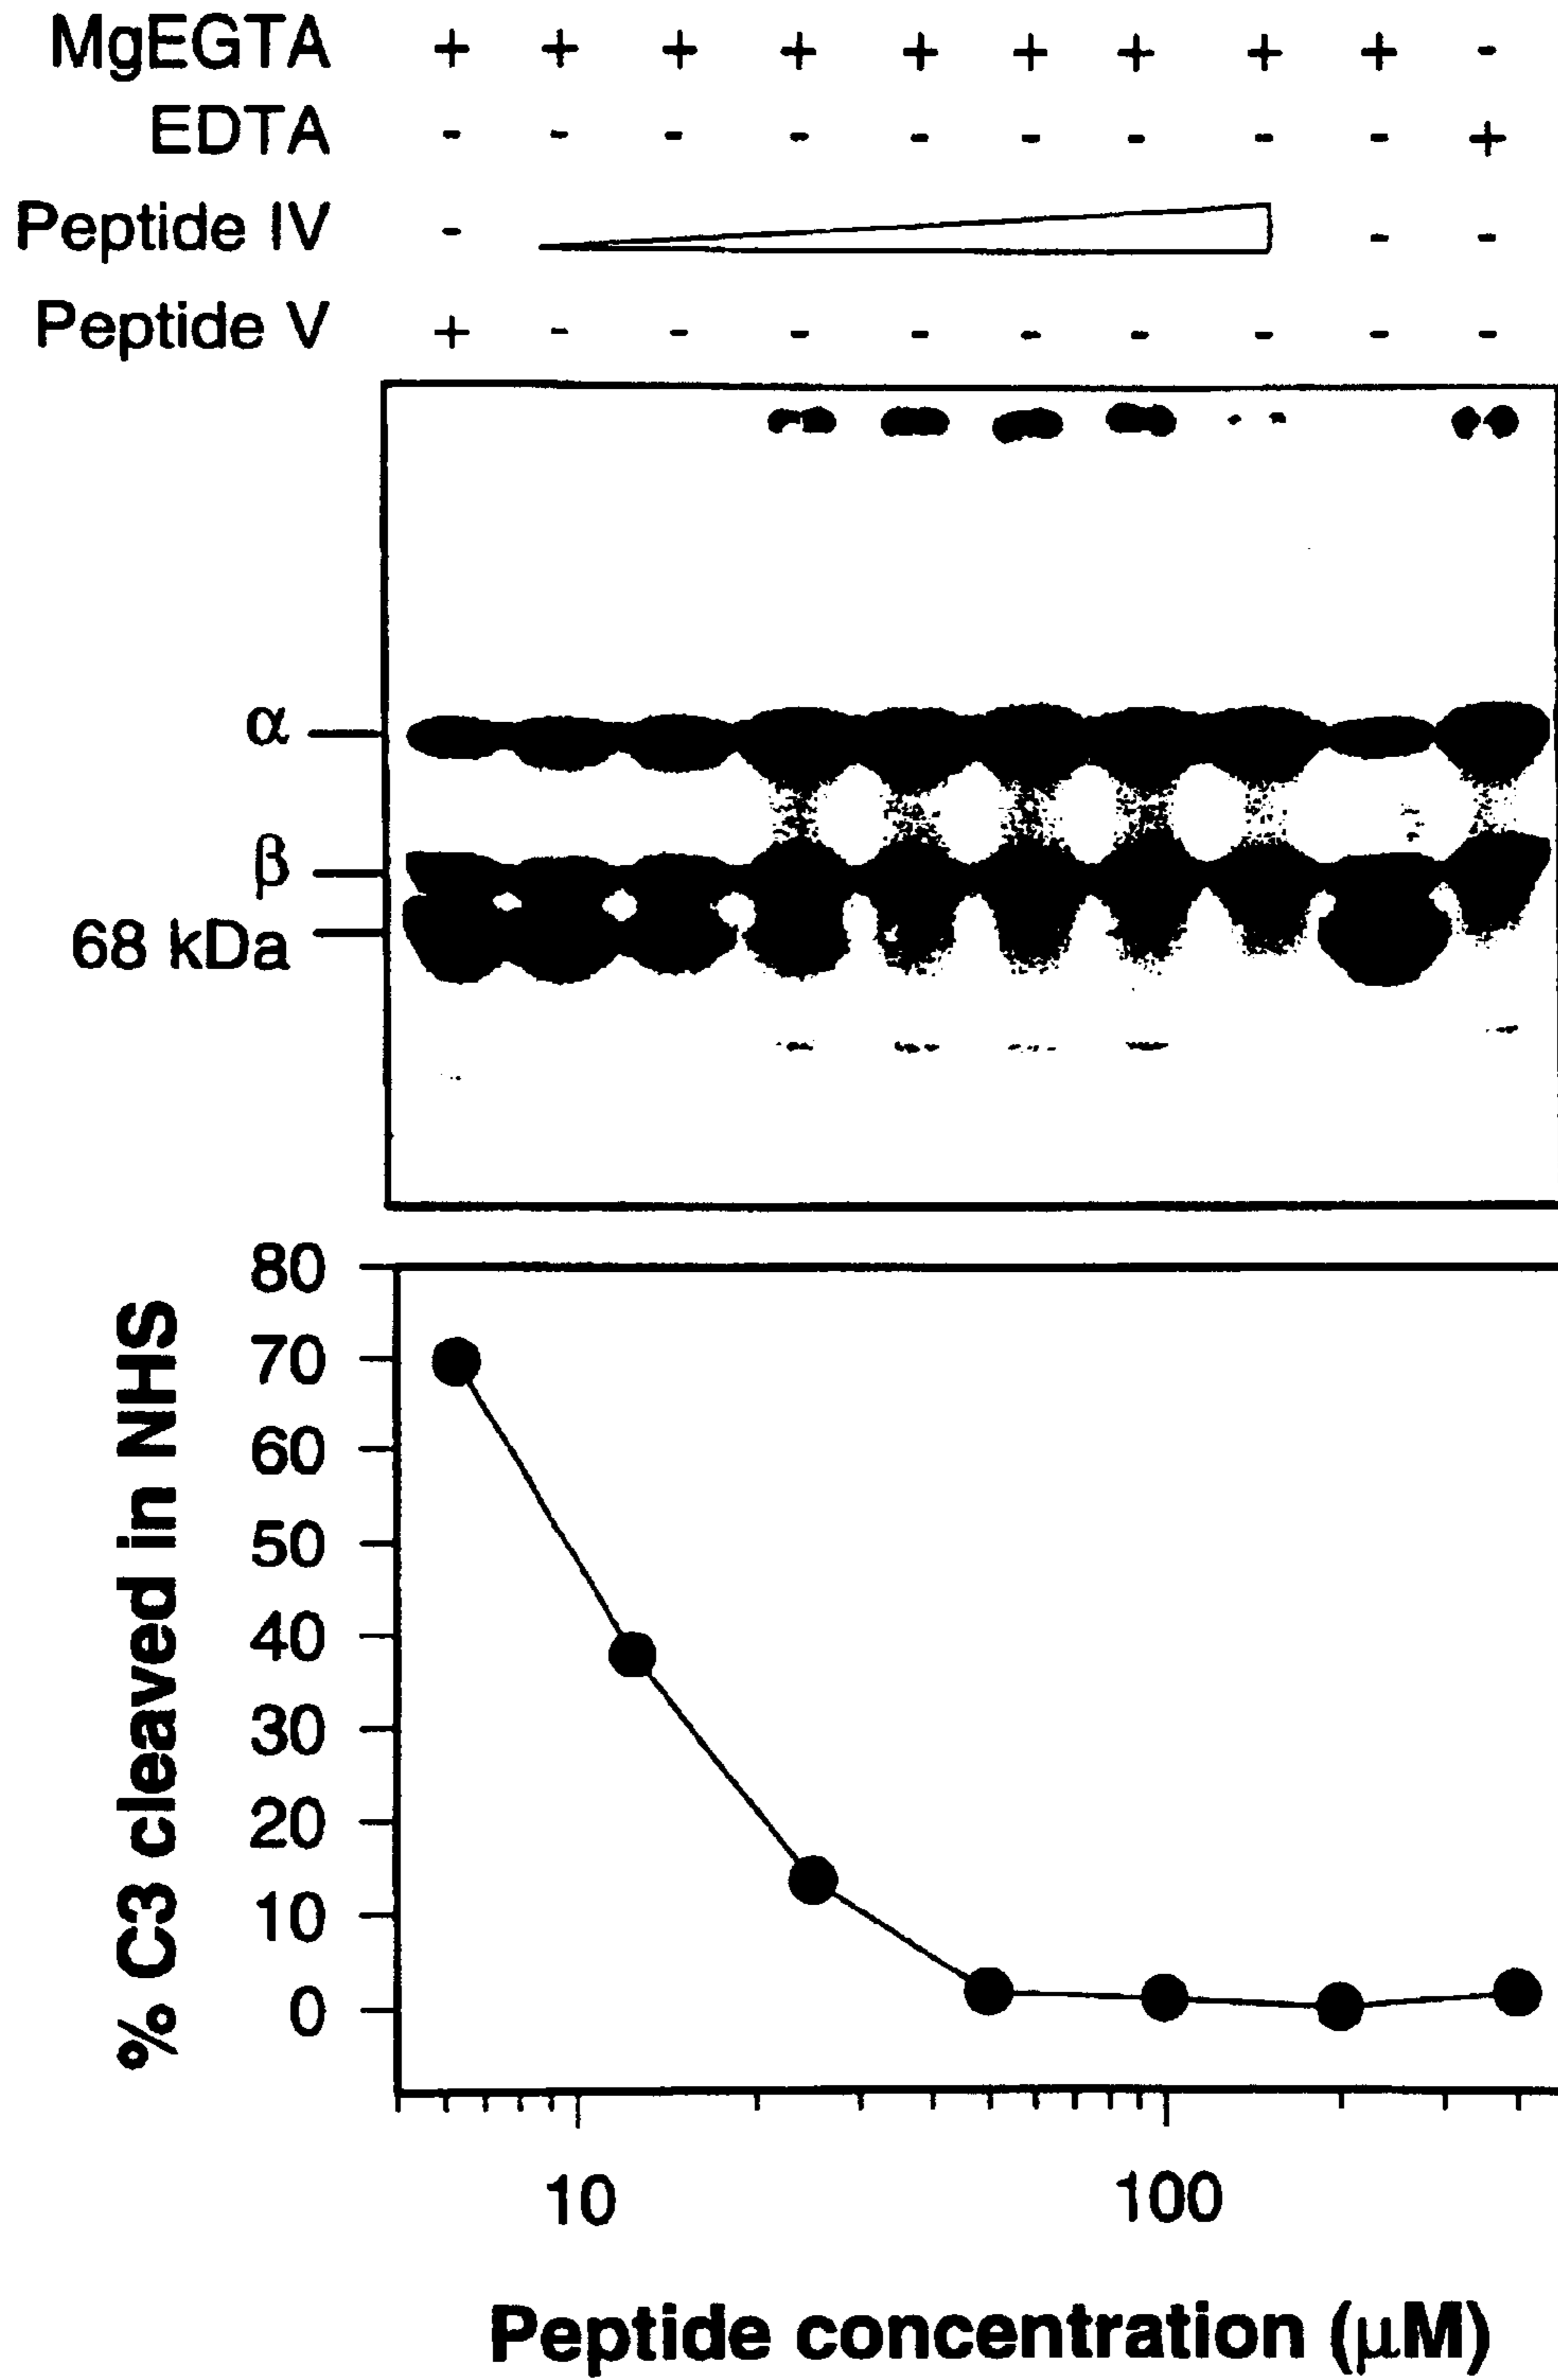 MgEGTA + + + + + + + + + -
EDTA - - - - - - - - - +
Peptide IV - - -
Peptide V + - - - - - - - - -
α
β
68 kDa
80
70
60
50
40
30
20
10
0
% C3 cleaved in NHS
10 100
Peptide concentration (μM)